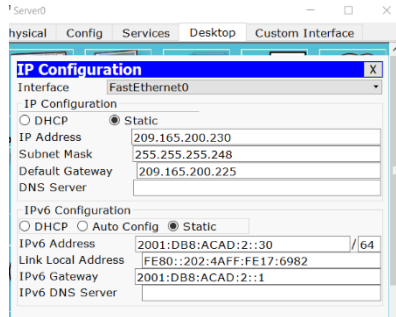 Server0
hysical Config Services Desktop Custom Interface
IP Configuration X
Interface FastEthernet0
IP Configuration
DHCP Static
IP Address 209.165.200.230
Subnet Mask 255.255.255.248
Default Gateway 209.165.200.225
DNS Server
IPv6 Configuration
DHCP Auto Config Static
IPv6 Address 2001:DB8:ACAD:2::30 / 64
Link Local Address FE80::202:4AFF:FE17:6982
IPv6 Gateway 2001:DB8:ACAD:2::1
IPv6 DNS Server